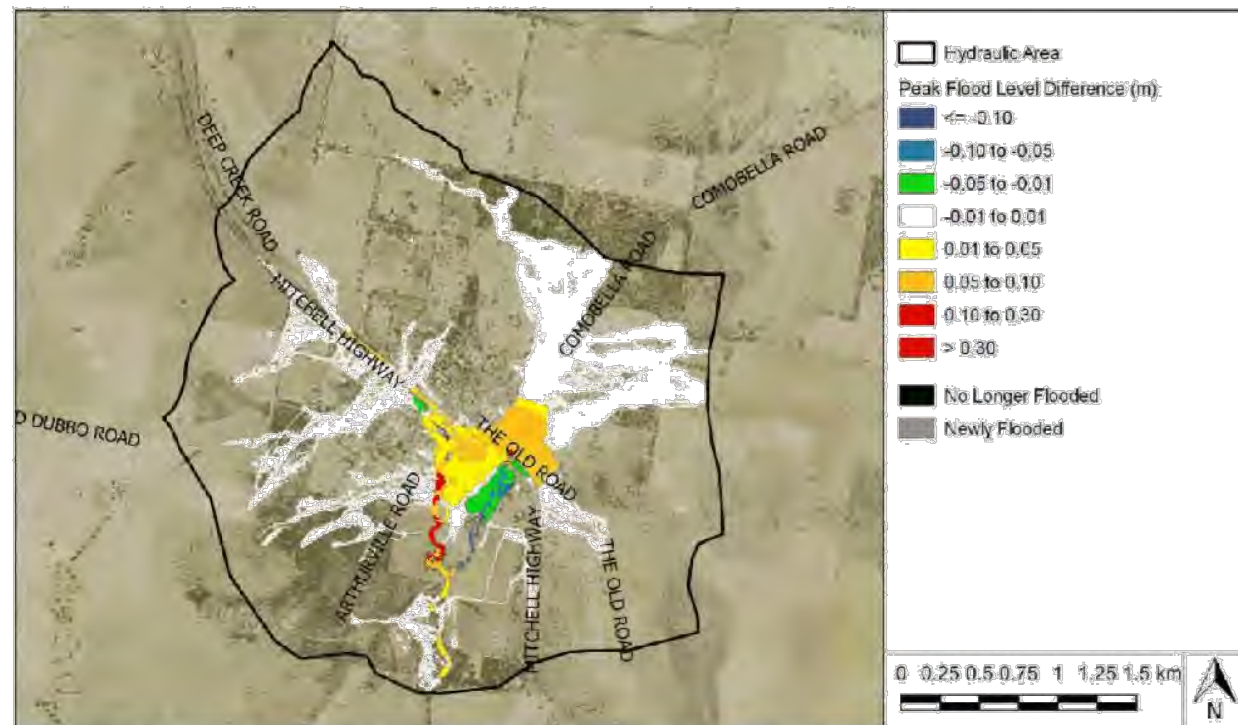 DEEP CREEK ROAD
COMOBELLA ROAD
COMOBELLA ROAD
MITCHELL HIGHWAY
D DUBBO ROAD
THE OLD ROAD
ARTHURVILLE ROAD
MITCHELL HIGHWAY
THE OLD ROAD
Hydraulic Area
Peak Flood Level Difference (m)
<= -0.10
-0.10 to -0.05
-0.05 to -0.01
-0.01 to 0.01
0.01 to 0.05
0.05 to 0.10
0.10 to 0.30
> 0.30
No Longer Flooded
Newly Flooded
0 0.25 0.5 0.75 1 1.25 1.5 km
N